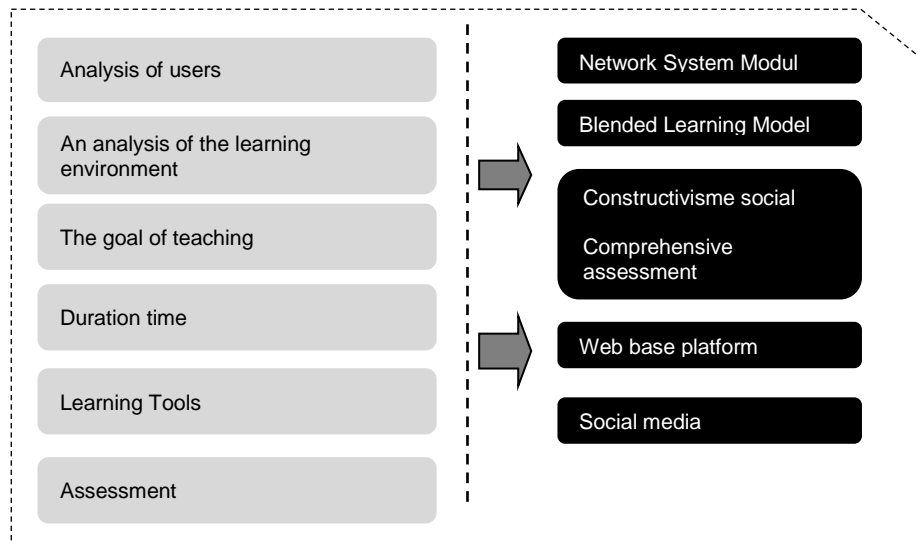 Analysis of users
An analysis of the learning
environment
The goal of teaching
Duration time
Learning Tools
Assessment
Network System Modul
Blended Learning Model
Constructivisme social
Comprehensive
assessment
Web base platform
Social media